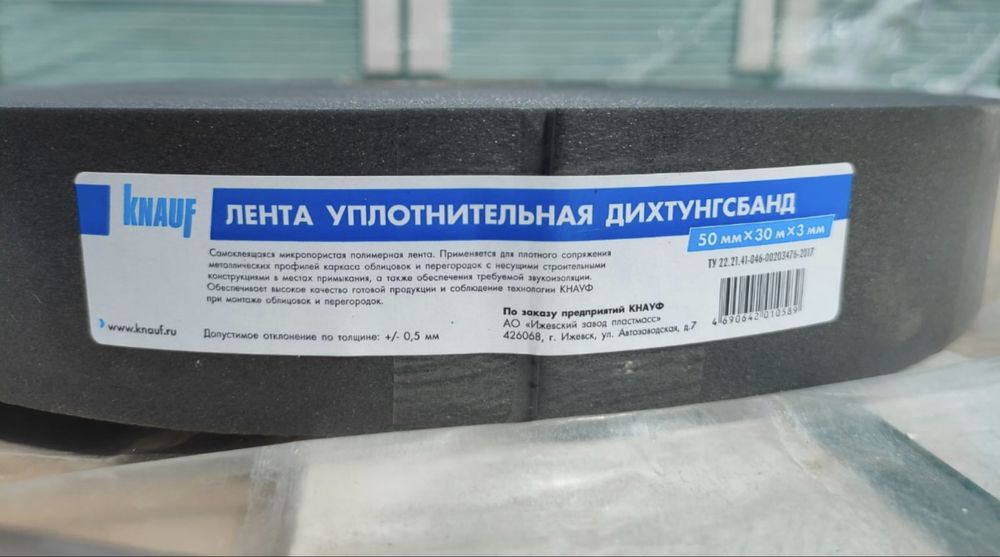 KNAUF
ЛЕНТА УПЛОТНИТЕЛЬНАЯ ДИХТУНГСБАНД
50 мм×30 м×3 мм
ТУ 22.21.41-046-00203476-2017
Самоклеящаяся микропористая полимерная лента. Применяется для плотного сопряжения
металлических профилей каркаса облицовок и перегородок с несущими строительными
конструкциями в местах примыкания, а также обеспечения требуемой звукоизоляции.
Обеспечивает высокое качество готовой продукции и соблюдение технологии КНАУФ
при монтаже облицовок и перегородок.
www.knauf.ru
Допустимое отклонение по толщине: +/- 0,5 мм
По заказу предприятий КНАУФ
АО «Ижевский завод пластмасс»
426068, г. Ижевск, ул. Автозаводская, д.7
4 690642 010589